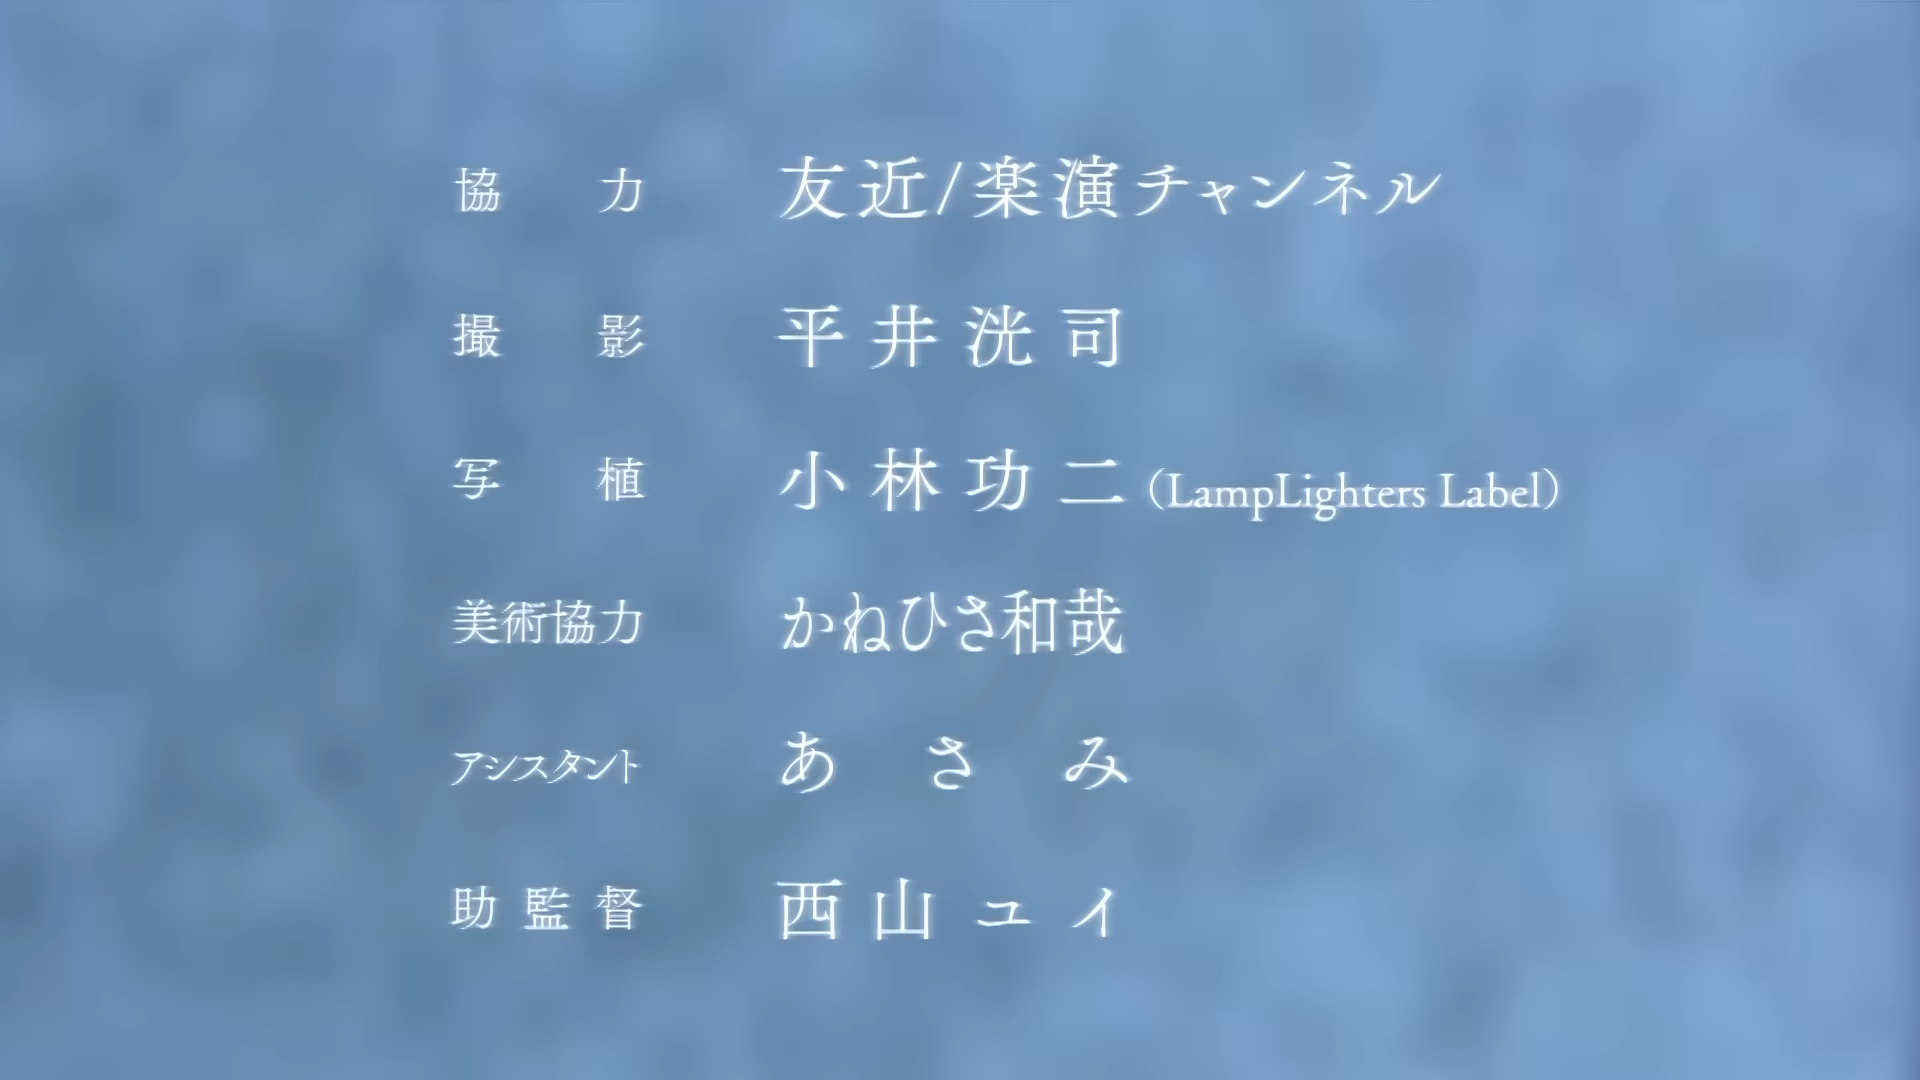 協力 友近/楽演チャンネル
撮影 平井洸司
写植 小林功二(LampLighters Label)
美術協力 かねひさ和哉
アシスタント あさみ
助監督 西山ユイ